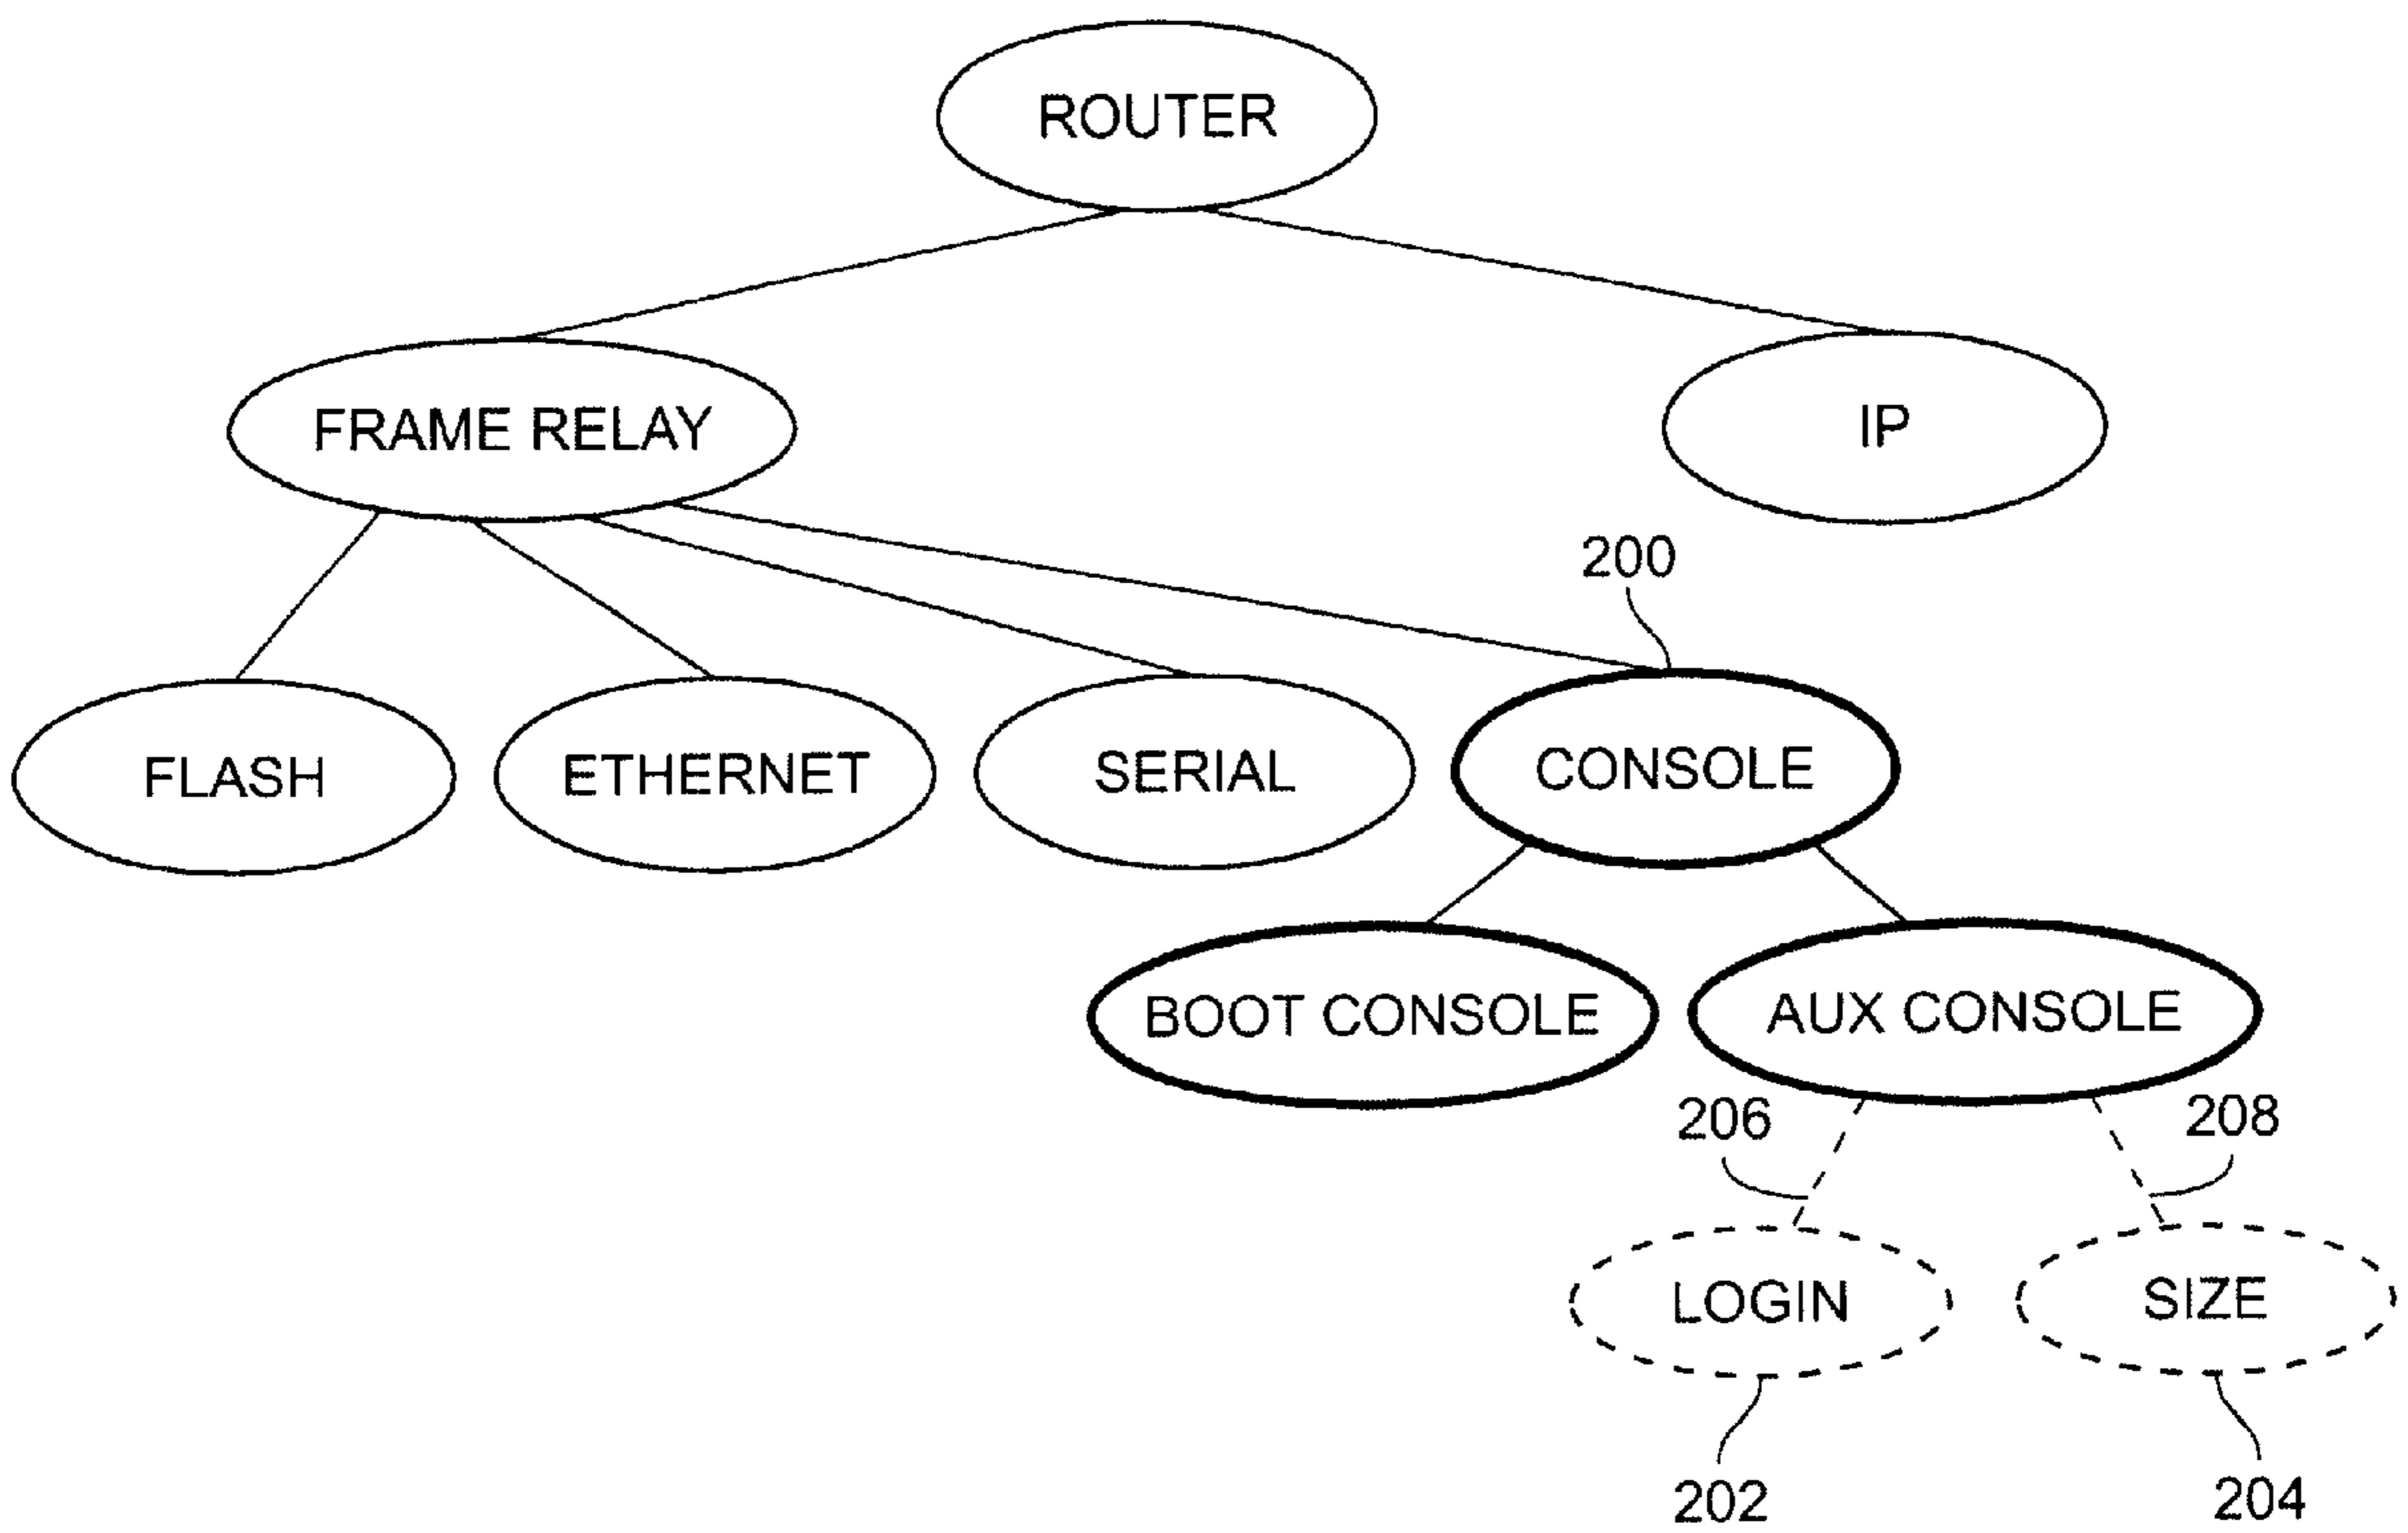 ROUTER
FRAME RELAY
IP
200
FLASH
ETHERNET
SERIAL
CONSOLE
BOOT CONSOLE
AUX CONSOLE
206
208
LOGIN
SIZE
202
204